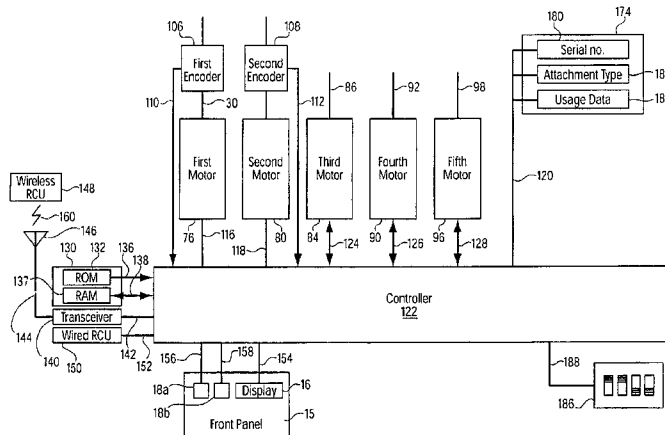 180
174
106
108
Serial no.
First Encoder
Second Encoder
86
92
98
Attachment Type
18
110
30
112
Usage Data
18
First Motor
Second Motor
Third Motor
Fourth Motor
Fifth Motor
120
Wireless RCU
148
160
146
76
116
118
80
84
124
90
126
96
128
130
132
136
137
138
ROM
RAM
Controller
122
144
Transceiver
Wired RCU
140
150
142
152
156
158
154
188
18a
18b
Display
16
Front Panel
15
186